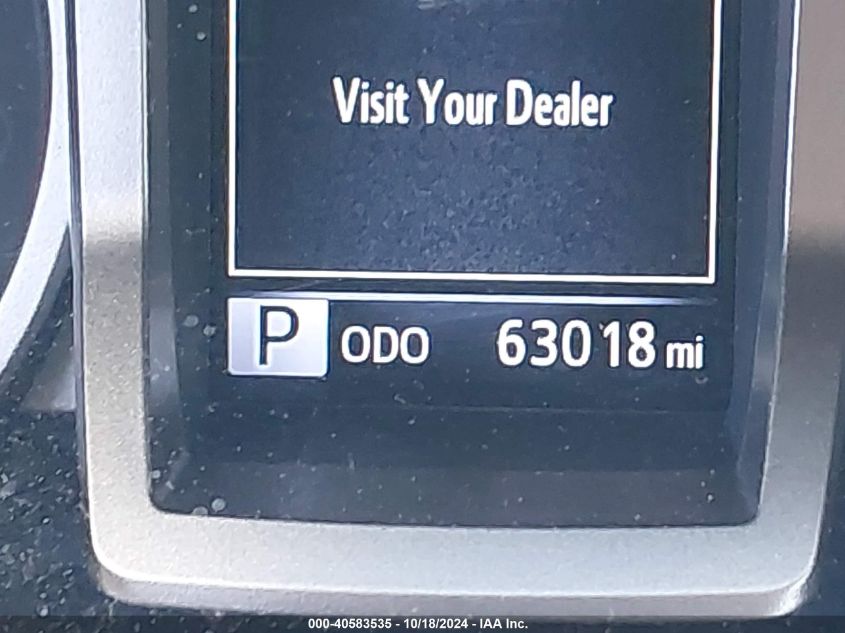 Visit Your Dealer
P ODO 63018 mi
000-40583535 - 10/18/2024 - IAA Inc.